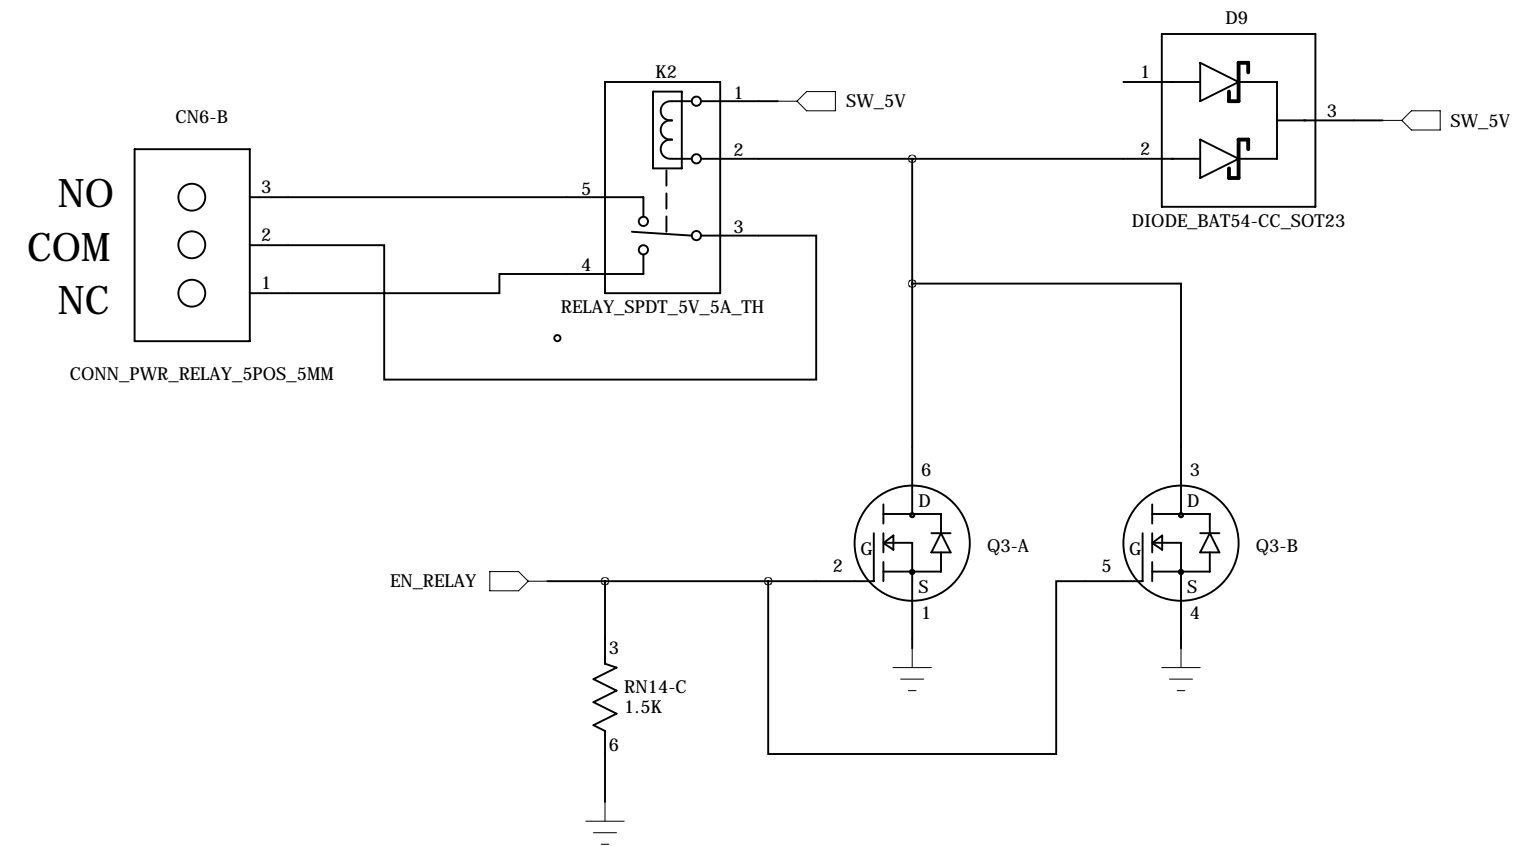 D9
K2
1
1
SW_5V
3
SW_5V
CN6-B
2
2
NO
3
5
DIODE_BAT54-CC_SOT23
COM
2
3
4
NC
1
RELAY_SPDT_5V_5A_TH
CONN_PWR_RELAY_5POS_5MM
6
3
D
D
G
Q3-A
G
Q3-B
EN_RELAY
2
5
S
S
1
4
3
RN14-C
1.5K
6